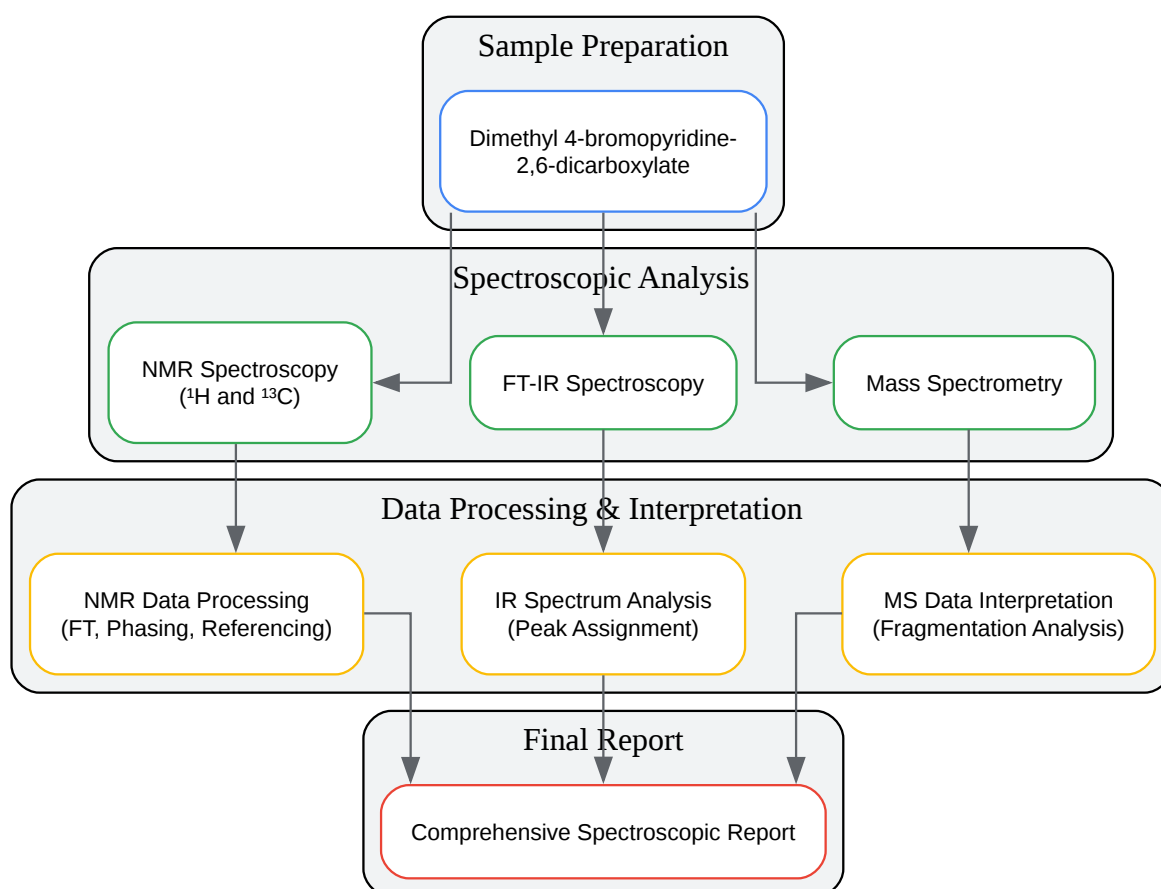 Sample Preparation
Dimethyl 4-bromopyridine-
2,6-dicarboxylate
Spectroscopic Analysis
NMR Spectroscopy
(¹H and ¹³C)
FT-IR Spectroscopy
Mass Spectrometry
Data Processing & Interpretation
NMR Data Processing
(FT, Phasing, Referencing)
IR Spectrum Analysis
(Peak Assignment)
MS Data Interpretation
(Fragmentation Analysis)
Final Report
Comprehensive Spectroscopic Report